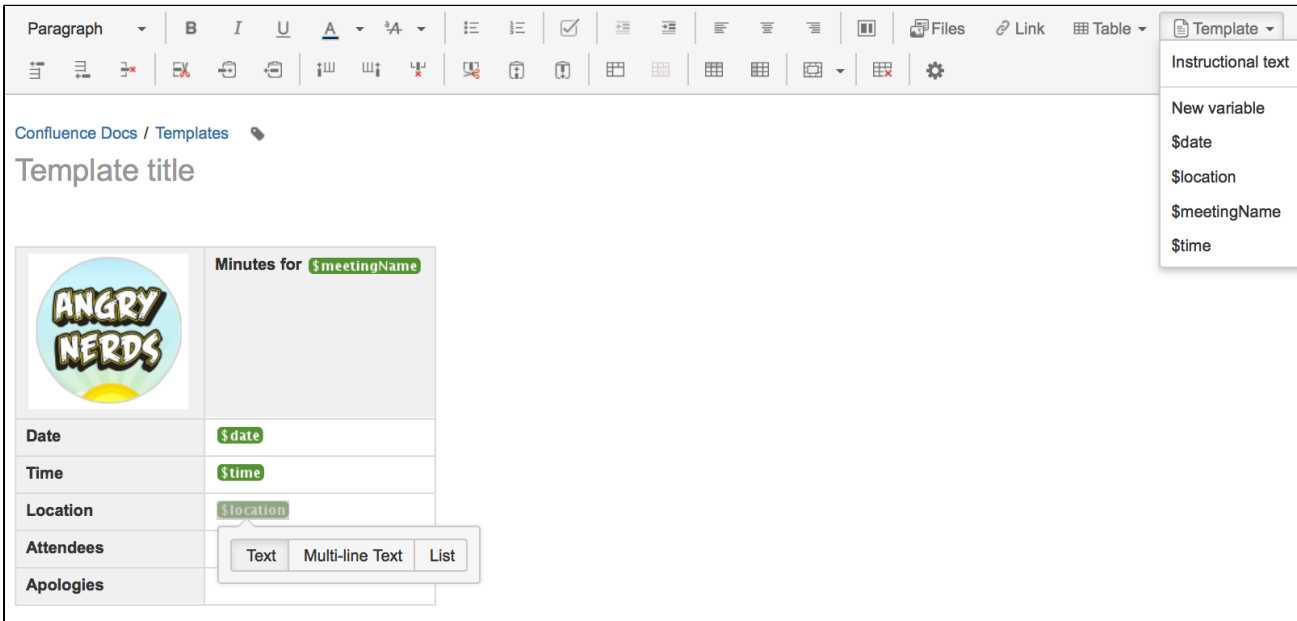 Paragraph B I U A ᵃA Files Link Table Template
Instructional text
New variable
$date
$location
$meetingName
$time
Confluence Docs / Templates
Template title
ANGRY
NERDS
Minutes for $meetingName
Date $date
Time $time
Location $location
Attendees
Text Multi-line Text List
Apologies